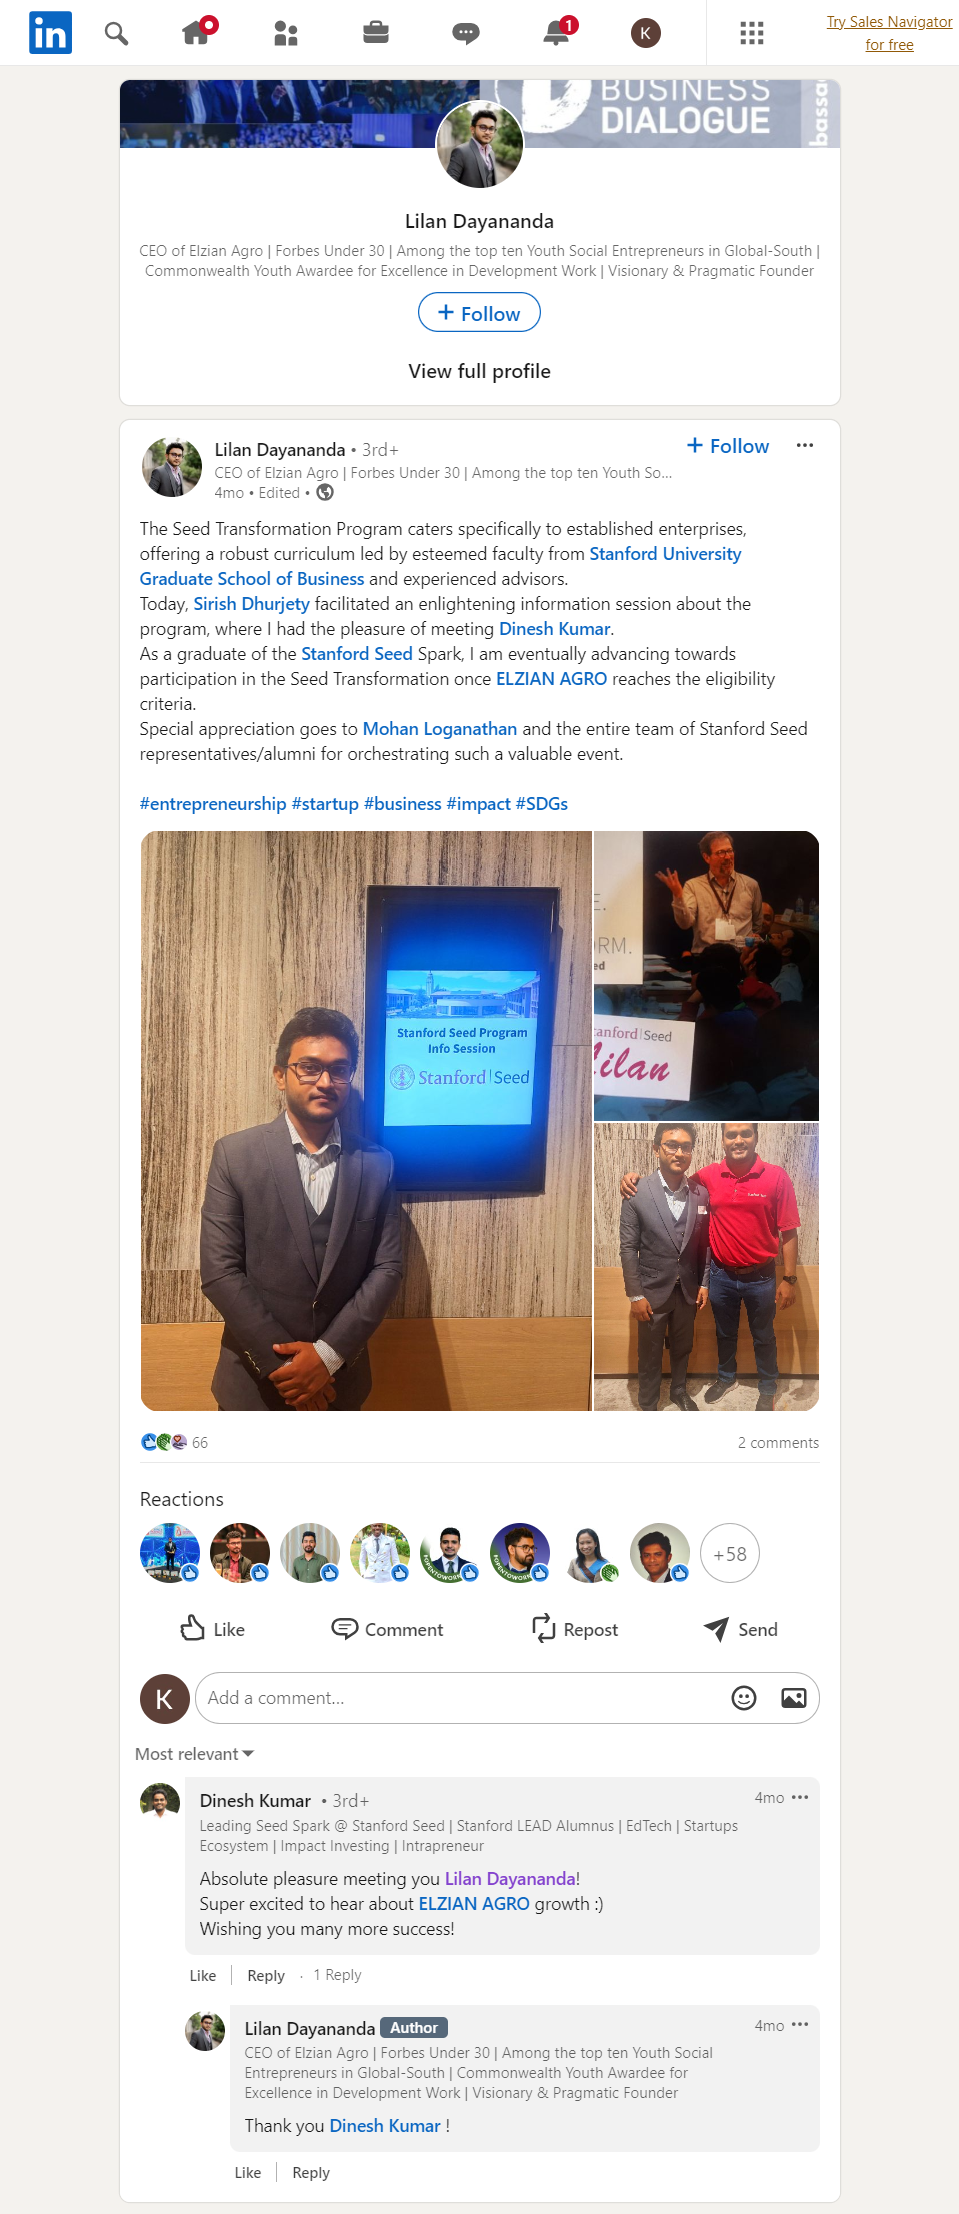 in
1
K
Try Sales Navigator
for free
BUSINESS
DIALOGUE
bassa
Lilan Dayananda
CEO of Elzian Agro | Forbes Under 30 | Among the top ten Youth Social Entrepreneurs in Global-South |
Commonwealth Youth Awardee for Excellence in Development Work | Visionary & Pragmatic Founder
+ Follow
View full profile
Lilan Dayananda • 3rd+
+ Follow
CEO of Elzian Agro | Forbes Under 30 | Among the top ten Youth So...
4mo • Edited •
The Seed Transformation Program caters specifically to established enterprises,
offering a robust curriculum led by esteemed faculty from Stanford University
Graduate School of Business and experienced advisors.
Today, Sirish Dhurjety facilitated an enlightening information session about the
program, where I had the pleasure of meeting Dinesh Kumar.
As a graduate of the Stanford Seed Spark, I am eventually advancing towards
participation in the Seed Transformation once ELZIAN AGRO reaches the eligibility
criteria.
Special appreciation goes to Mohan Loganathan and the entire team of Stanford Seed
representatives/alumni for orchestrating such a valuable event.
#entrepreneurship #startup #business #impact #SDGs
Stanford Seed Program
Info Session
Stanford | Seed
E.
ORM.
ed
anford | Seed
Lilan
66
2 comments
Reactions
#OPENTOWORK
#OPENTOWORK
+58
Like
Comment
Repost
Send
K
Add a comment...
Most relevant
Dinesh Kumar • 3rd+
4mo
Leading Seed Spark @ Stanford Seed | Stanford LEAD Alumnus | EdTech | Startups
Ecosystem | Impact Investing | Intrapreneur
Absolute pleasure meeting you Lilan Dayananda!
Super excited to hear about ELZIAN AGRO growth :)
Wishing you many more success!
Like | Reply · 1 Reply
Lilan Dayananda Author
4mo
CEO of Elzian Agro | Forbes Under 30 | Among the top ten Youth Social
Entrepreneurs in Global-South | Commonwealth Youth Awardee for
Excellence in Development Work | Visionary & Pragmatic Founder
Thank you Dinesh Kumar !
Like | Reply